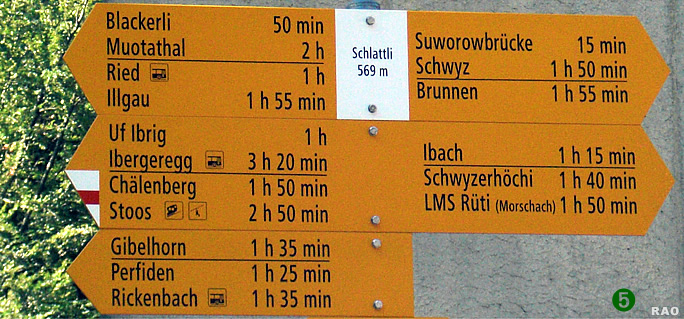 Blackerli 50 min
Muotathal 2 h
Ried 1 h
Illgau 1 h 55 min
Schlattli
569 m
Suworowbrücke 15 min
Schwyz 1 h 50 min
Brunnen 1 h 55 min
Uf Ibrig 1 h
Ibergeregg 3 h 20 min
Chälenberg 1 h 50 min
Stoos 2 h 50 min
Ibach 1 h 15 min
Schwyzerhöchi 1 h 40 min
LMS Rüti (Morschach) 1 h 50 min
Gibelhorn 1 h 35 min
Perfiden 1 h 25 min
Rickenbach 1 h 35 min
5
RAO